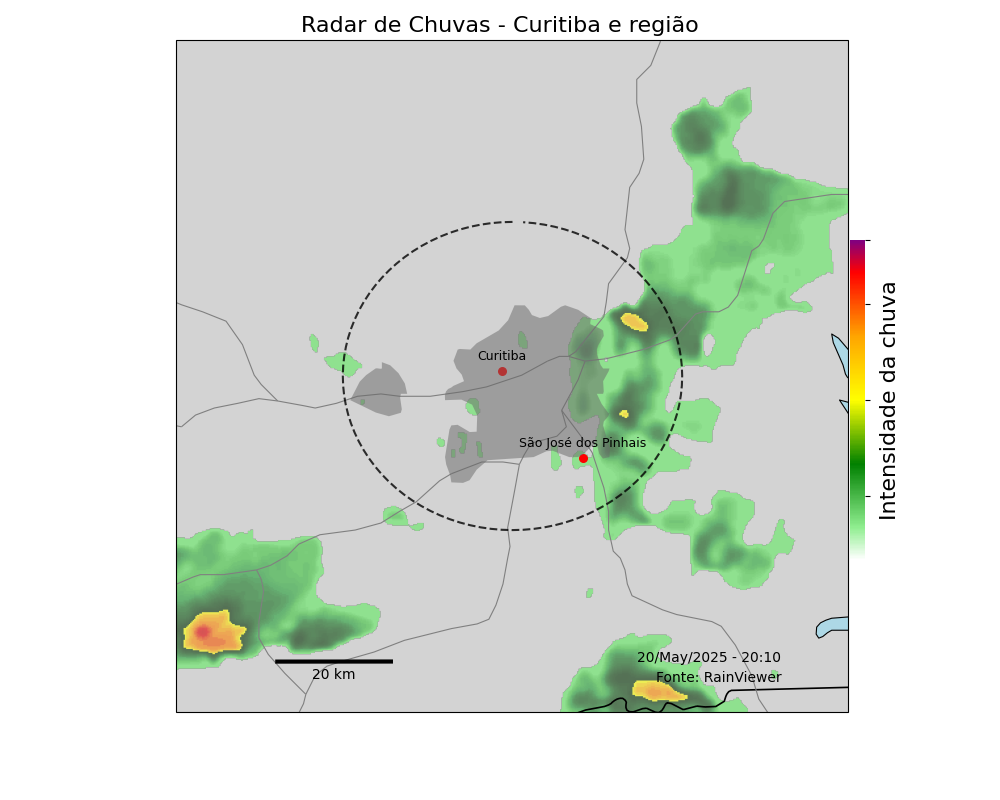 Radar de Chuvas - Curitiba e região
Curitiba
São José dos Pinhais
Intensidade da chuva
20/May/2025 - 20:10
Fonte: RainViewer
20 km